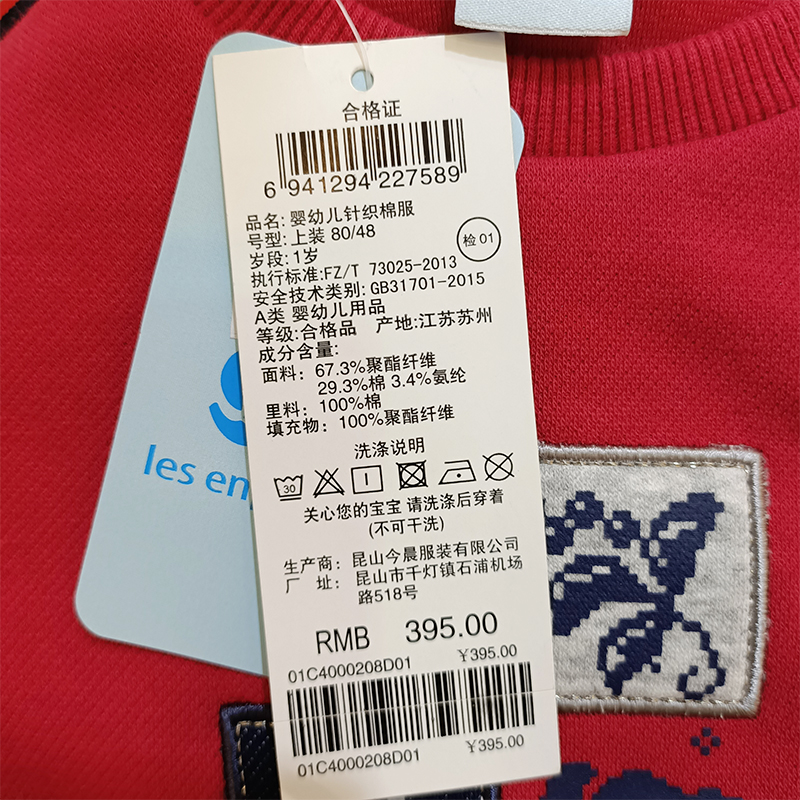 合格证
6 941294 227589
品名: 婴幼儿针织棉服
号型: 上装 80/48
岁段: 1岁
检 01
执行标准:FZ/T 73025-2013
安全技术类别: GB31701-2015
A类 婴幼儿用品
等级:合格品 产地:江苏苏州
成分含量:
面料: 67.3%聚酯纤维
29.3%棉 3.4%氨纶
里料: 100%棉
填充物: 100%聚酯纤维
洗涤说明
30
关心您的宝宝 请洗涤后穿着
(不可干洗)
生产商: 昆山今晨服装有限公司
厂 址: 昆山市千灯镇石浦机场
路518号
RMB 395.00
01C4000208D01 ¥395.00
01C4000208D01 ¥395.00
les en